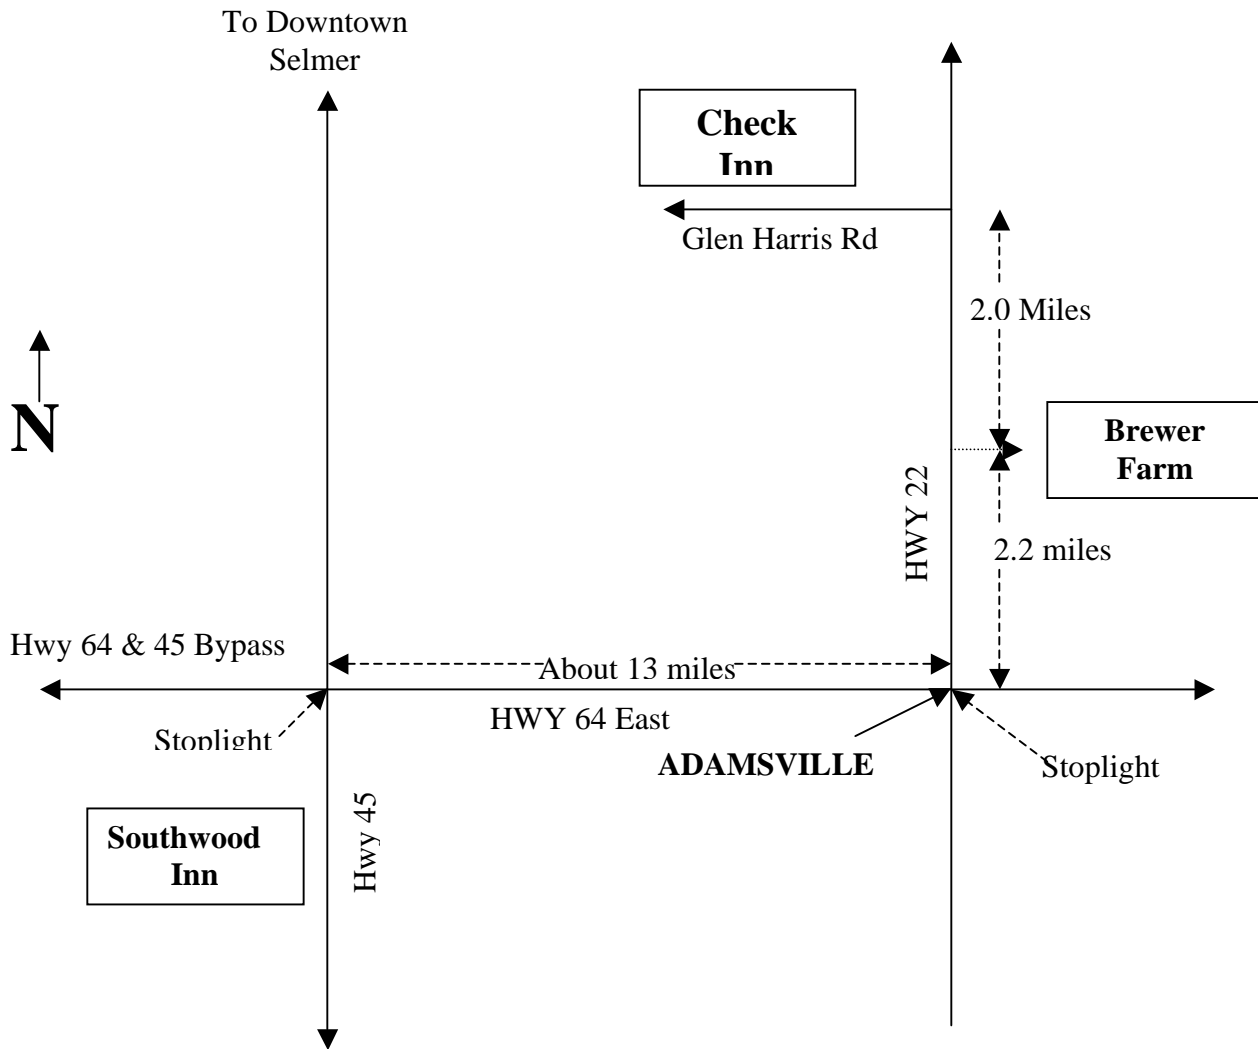 To Downtown
Selmer
Check
Inn
Glen Harris Rd
2.0 Miles
N
Brewer
Farm
HWY 22
2.2 miles
Hwy 64 & 45 Bypass
About 13 miles
HWY 64 East
Stoplight
ADAMSVILLE
Stoplight
Hwy 45
Southwood
Inn